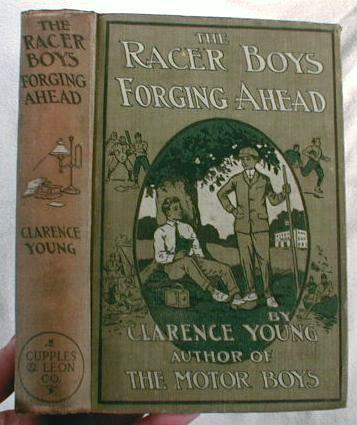 THE
RACER
BOYS
FORGING
AHEAD
CLARENCE
YOUNG
CUPPLES
& LEON
CO.
THE
RACER BOYS
FORGING AHEAD
BY
CLARENCE YOUNG
AUTHOR OF
THE MOTOR BOYS